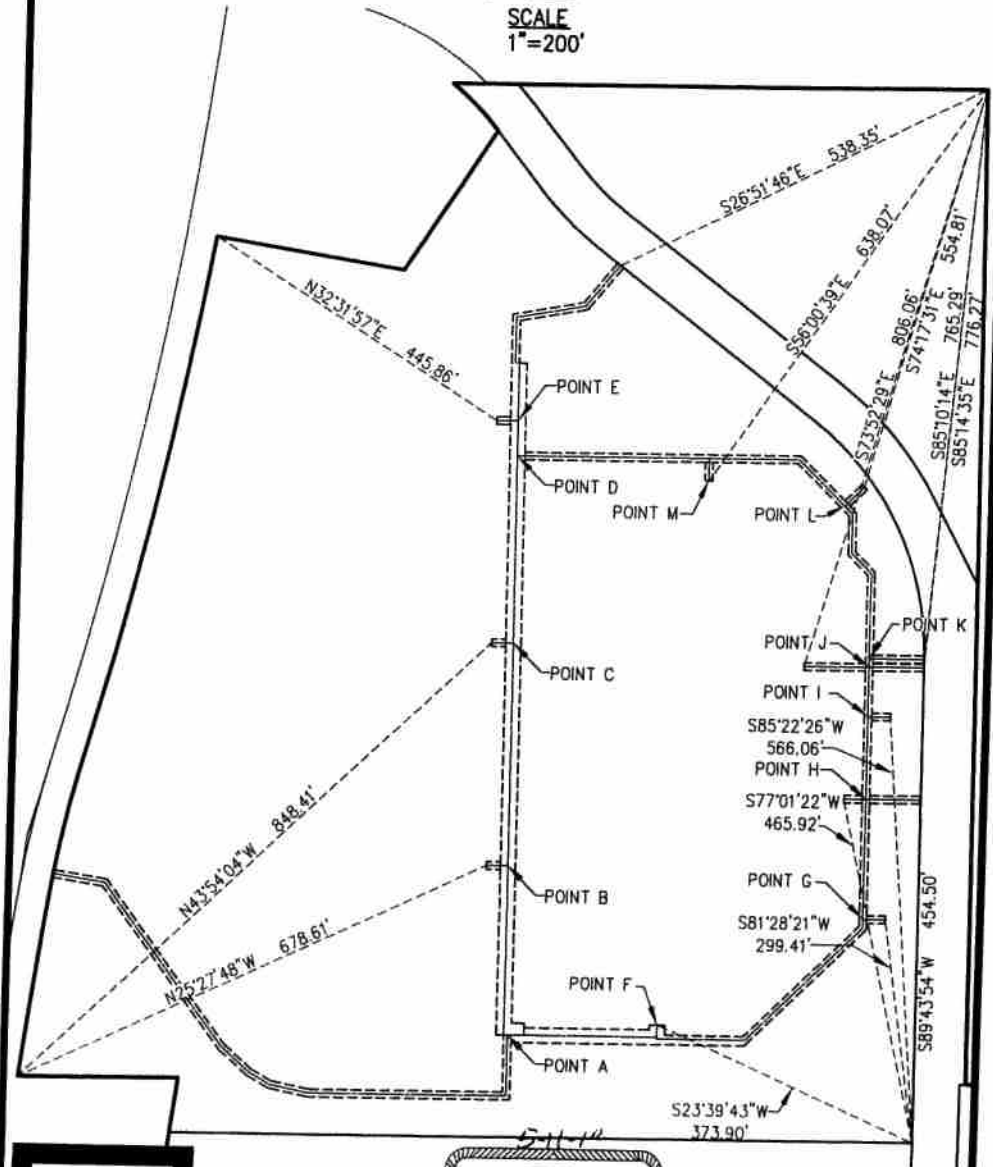 SCALE
1"=200'
S26°51'46"E 538.35'
S56°00'39"E 638.07'
S73°52'29"E 806.06'
S74°17'31"E 554.81'
S85°10'14"E 765.29'
S85°14'35"E 776.27'
N32°31'57"E 445.86'
POINT E
POINT D
POINT M
POINT L
POINT K
POINT J
POINT C
POINT I
S85°22'26"W
566.06'
POINT H
S77°01'22"W
465.92'
N43°54'04"W 848.41'
POINT B
POINT G
S81°28'21"W
299.41'
S89°43'54"W 454.50'
N25°27'48"W 678.61'
POINT F
POINT A
S23°39'43"W
373.90'